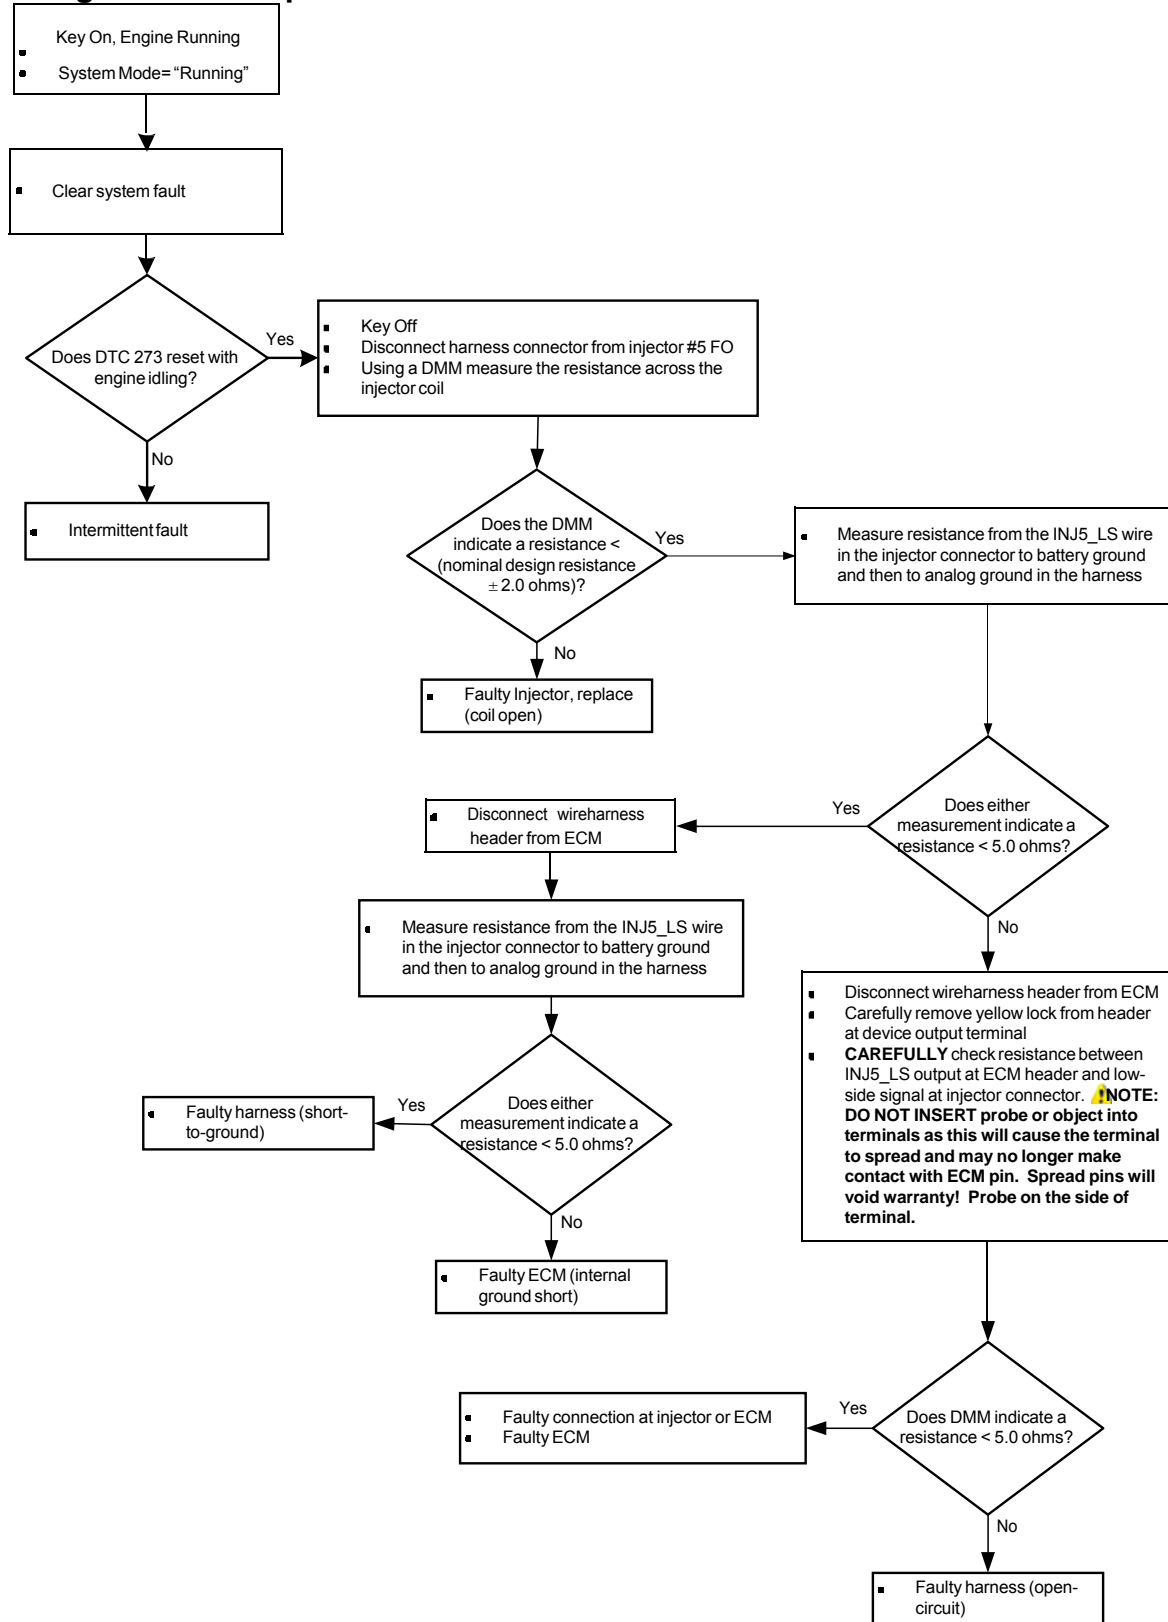 Key On, Engine Running
System Mode= “Running”
Clear system fault
Does DTC 273 reset with
engine idling?
Yes
No
Intermittent fault
Key Off
Disconnect harness connector from injector #5 FO
Using a DMM measure the resistance across the
injector coil
Does the DMM
indicate a resistance <
(nominal design resistance
± 2.0 ohms)?
Yes
No
Faulty Injector, replace
(coil open)
Measure resistance from the INJ5_LS wire
in the injector connector to battery ground
and then to analog ground in the harness
Does either
measurement indicate a
resistance < 5.0 ohms?
Yes
No
Disconnect wireharness
header from ECM
Measure resistance from the INJ5_LS wire
in the injector connector to battery ground
and then to analog ground in the harness
Does either
measurement indicate a
resistance < 5.0 ohms?
Yes
Faulty harness (short-
to-ground)
No
Faulty ECM (internal
ground short)
Disconnect wireharness header from ECM
Carefully remove yellow lock from header
at device output terminal
CAREFULLY check resistance between
INJ5_LS output at ECM header and low-
side signal at injector connector. NOTE:
DO NOT INSERT probe or object into
terminals as this will cause the terminal
to spread and may no longer make
contact with ECM pin. Spread pins will
void warranty! Probe on the side of
terminal.
Does DMM indicate a
resistance < 5.0 ohms?
Yes
Faulty connection at injector or ECM
Faulty ECM
No
Faulty harness (open-
circuit)